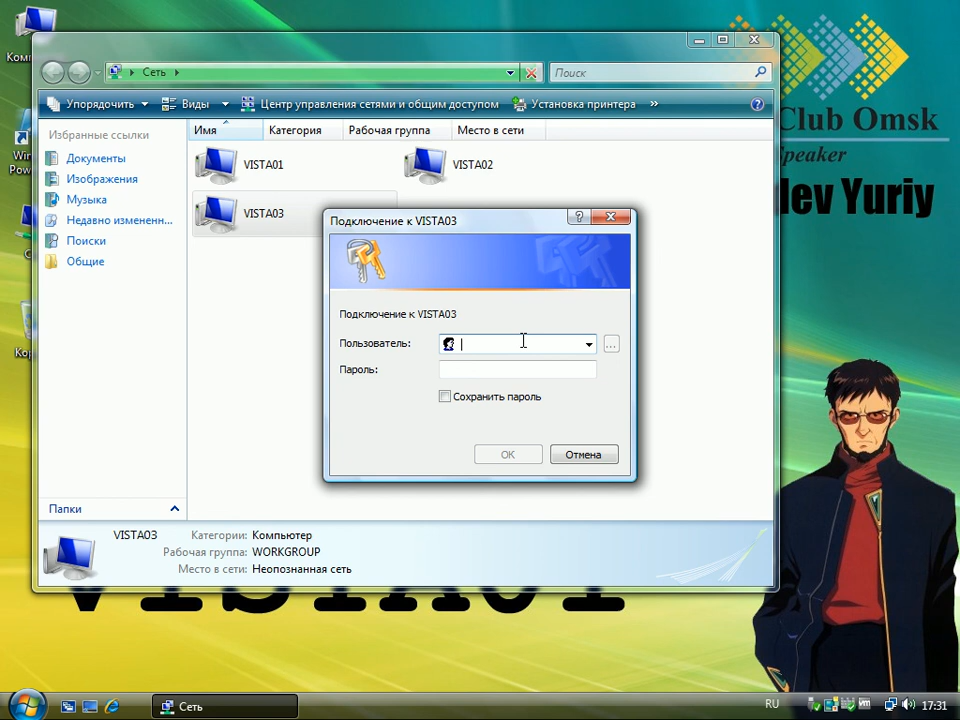 Сеть
Поиск
Упорядочить
Виды
Центр управления сетями и общим доступом
Установка принтера
»
Club Omsk
Speaker
lev Yuriy
Избранные ссылки
Документы
Изображения
Музыка
Недавно измененн...
Поиски
Общие
Папки
Имя
Категория
Рабочая группа
Место в сети
VISTA01
VISTA02
VISTA03
Подключение к VISTA03
Подключение к VISTA03
Пользователь:
...
Пароль:
Сохранить пароль
ОК
Отмена
VISTA03
Категории: Компьютер
Рабочая группа: WORKGROUP
Место в сети: Неопознанная сеть
VISTA01
Сеть
RU
17:31